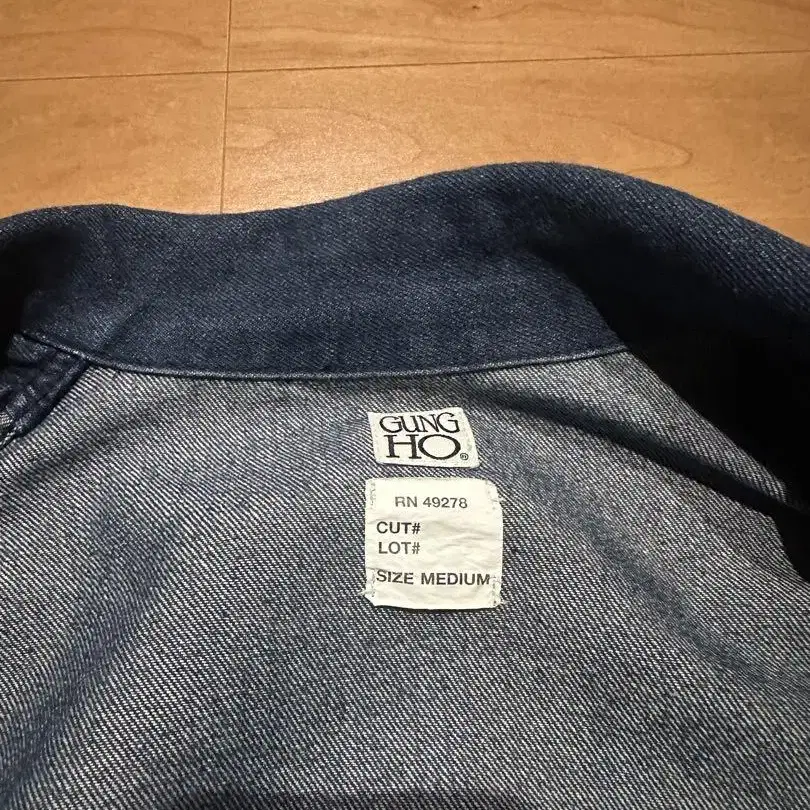 GUNG
HO®
RN 49278
CUT#
LOT#
SIZE MEDIUM